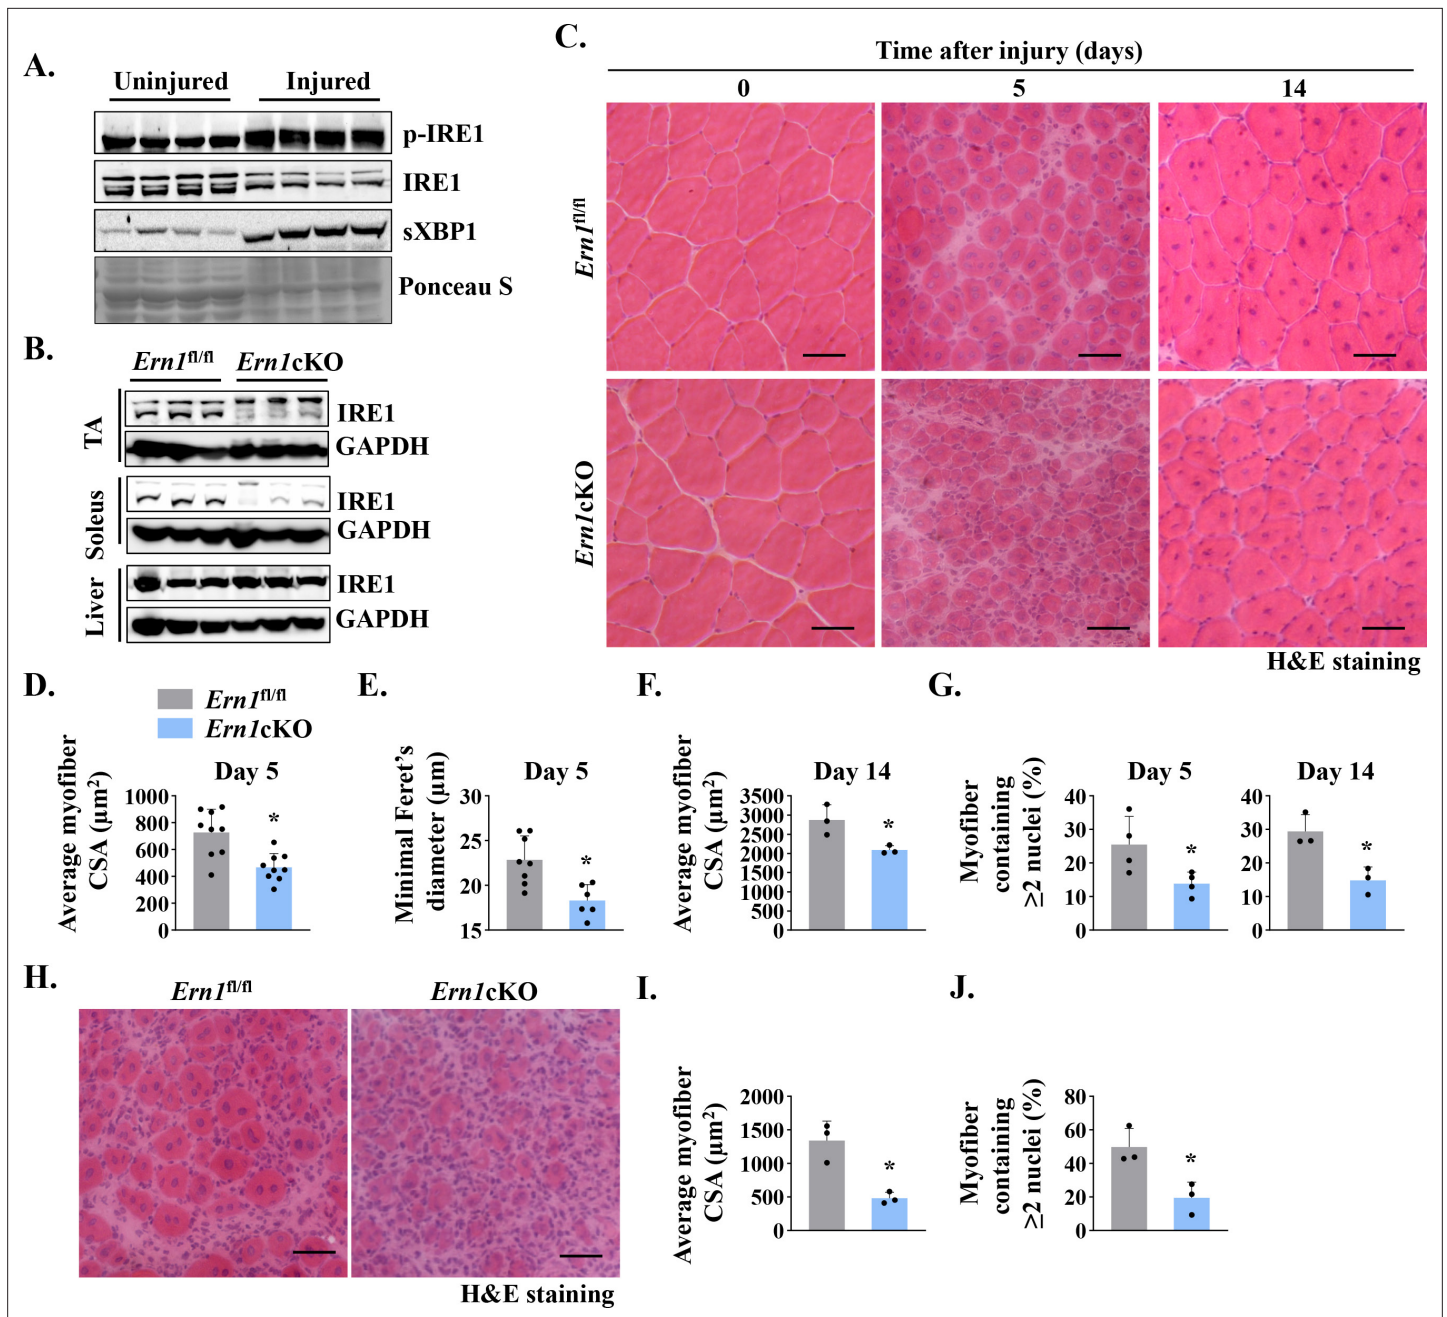 A.
Uninjured Injured
p-IRE1
IRE1
sXBP1
Ponceau S
B.
Ern1fl/fl Ern1cKO
TA
IRE1
GAPDH
Soleus
IRE1
GAPDH
Liver
IRE1
GAPDH
C.
Time after injury (days)
0 5 14
Ern1fl/fl
Ern1cKO
H&E staining
D.
Ern1fl/fl
Ern1cKO
Average myofiber
CSA (µm²)
Day 5
1000
800
600
400
200
0
*
E.
Minimal Feret's
diameter (µm)
Day 5
30
25
20
15
*
F.
Average myofiber
CSA (µm²)
Day 14
3500
3000
2500
2000
1500
1000
500
0
*
G.
Myofiber
containing
≥2 nuclei (%)
Day 5
40
30
20
10
0
*
Day 14
40
30
20
10
0
*
H.
Ern1fl/fl Ern1cKO
H&E staining
I.
Average myofiber
CSA (µm²)
2000
1500
1000
500
0
*
J.
Myofiber
containing
≥2 nuclei (%)
80
60
40
20
0
*